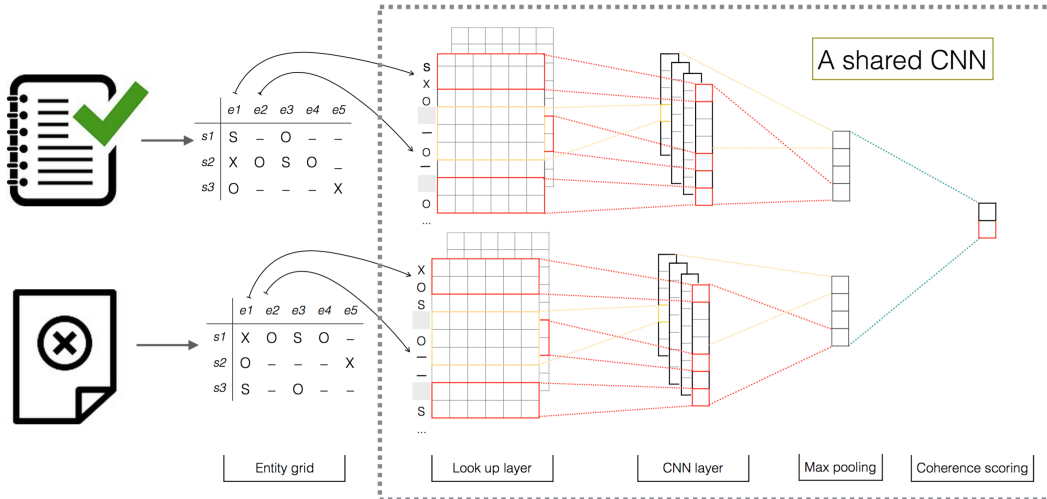 A shared CNN
e1 e2 e3 e4 e5
s1 S – O – –
s2 X O S O –
s3 O – – – X
S
X
O
–
O
–
O
...
e1 e2 e3 e4 e5
s1 X O S O –
s2 O – – – X
s3 S – O – –
X
O
S
O
–
–
S
...
Entity grid
Look up layer
CNN layer
Max pooling
Coherence scoring